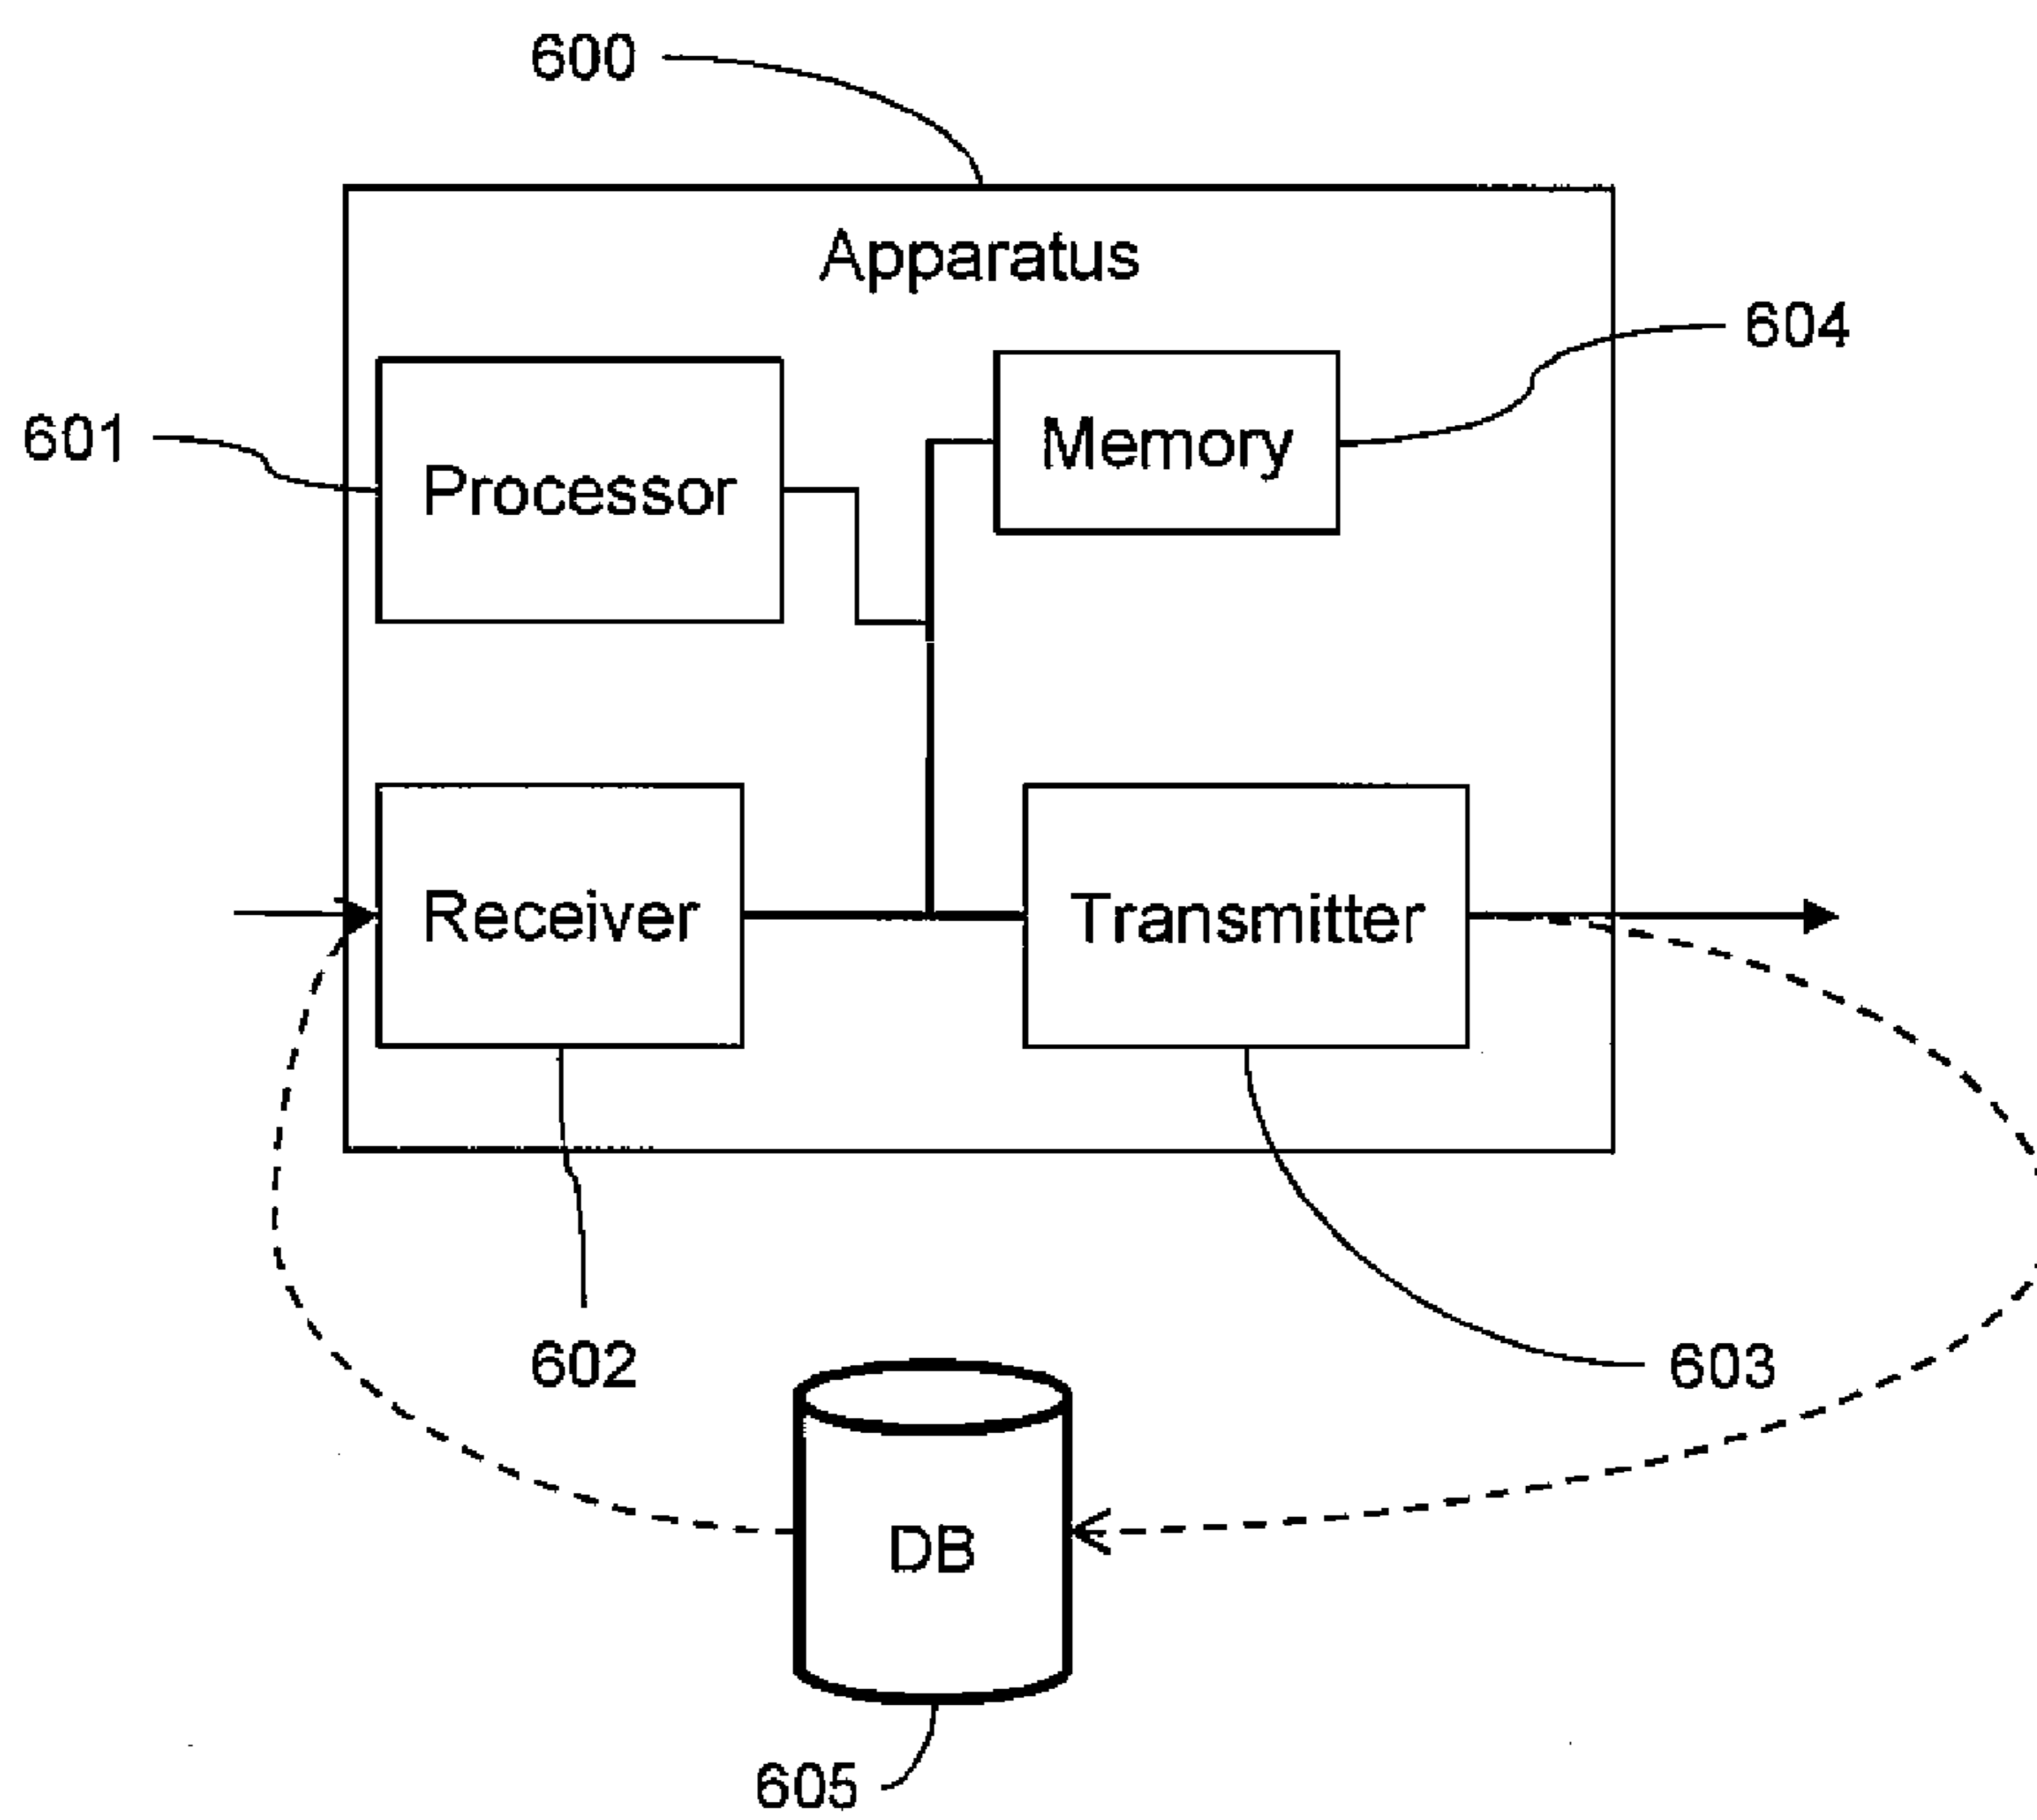 600
Apparatus
604
601
Memory
Processor
Receiver
Transmitter
602
603
DB
605